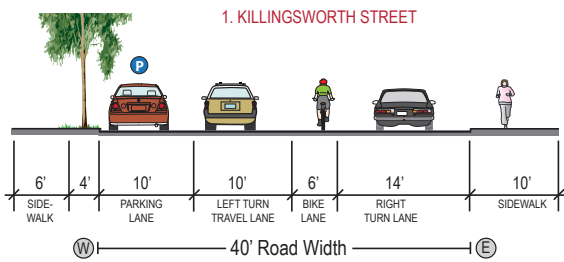 1. KILLINGSWORTH STREET
P
6’ 4’ 10’ 10’ 6’ 14’ 10’
SIDE- PARKING LEFT TURN BIKE RIGHT SIDEWALK
WALK LANE TRAVEL LANE LANE TURN LANE
W 40’ Road Width E